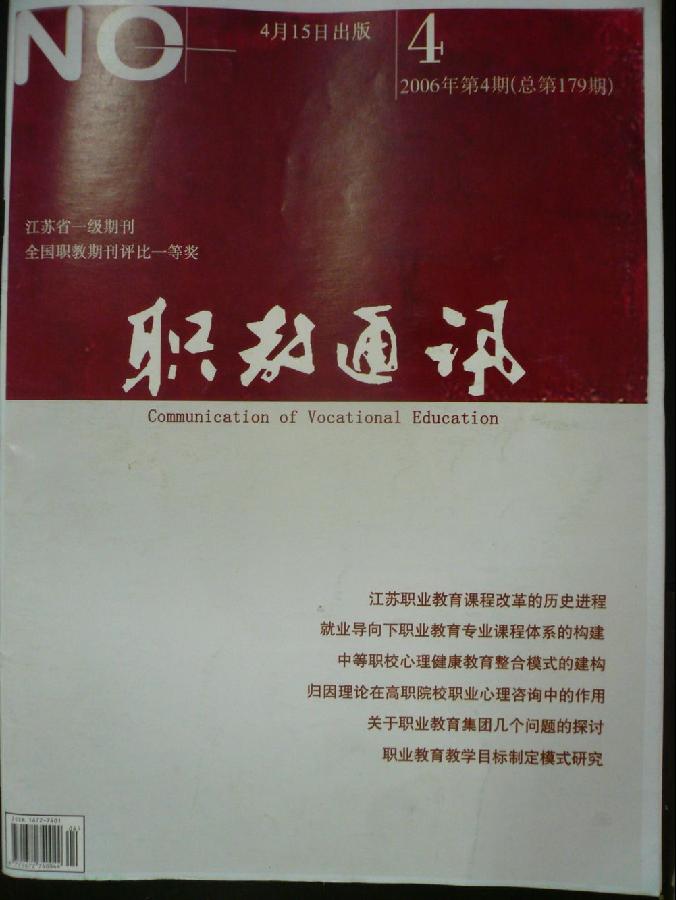 NO
4月15日出版
4
2006年第4期(总第179期)
江苏省一级期刊
全国职教期刊评比一等奖
职教通讯
Communication of Vocational Education
江苏职业教育课程改革的历史进程
就业导向下职业教育专业课程体系的构建
中等职校心理健康教育整合模式的建构
归因理论在高职院校职业心理咨询中的作用
关于职业教育集团几个问题的探讨
职业教育教学目标制定模式研究